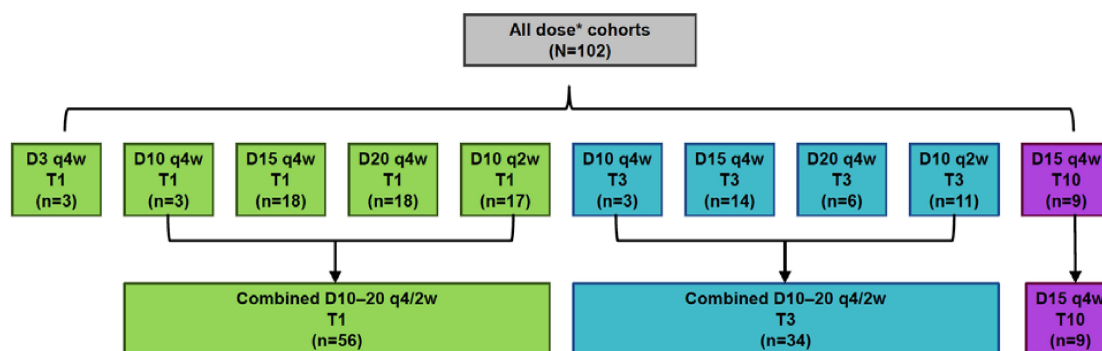 All dose* cohorts
(N=102)
D3 q4w
T1
(n=3)
D10 q4w
T1
(n=3)
D15 q4w
T1
(n=18)
D20 q4w
T1
(n=18)
D10 q2w
T1
(n=17)
D10 q4w
T3
(n=3)
D15 q4w
T3
(n=14)
D20 q4w
T3
(n=6)
D10 q2w
T3
(n=11)
D15 q4w
T10
(n=9)
Combined D10–20 q4/2w
T1
(n=56)
Combined D10–20 q4/2w
T3
(n=34)
D15 q4w
T10
(n=9)